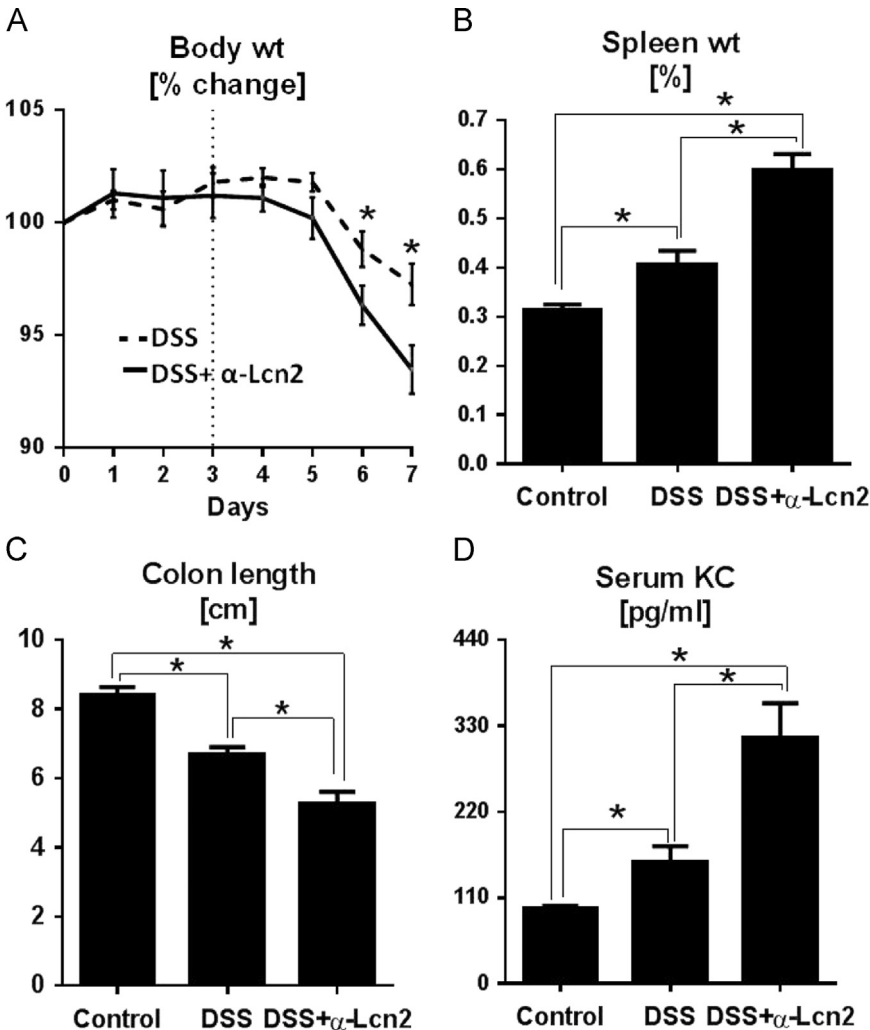 A
Body wt
[% change]
105
100
95
90
*
*
DSS
DSS+ α-Lcn2
0 1 2 3 4 5 6 7
Days
B
Spleen wt
[%]
0.7
0.6
0.5
0.4
0.3
0.2
0.1
0.0
*
*
*
Control DSS DSS+α-Lcn2
C
Colon length
[cm]
10
8
6
4
2
0
*
*
*
Control DSS DSS+α-Lcn2
D
Serum KC
[pg/ml]
440
330
220
110
0
*
*
*
Control DSS DSS+α-Lcn2